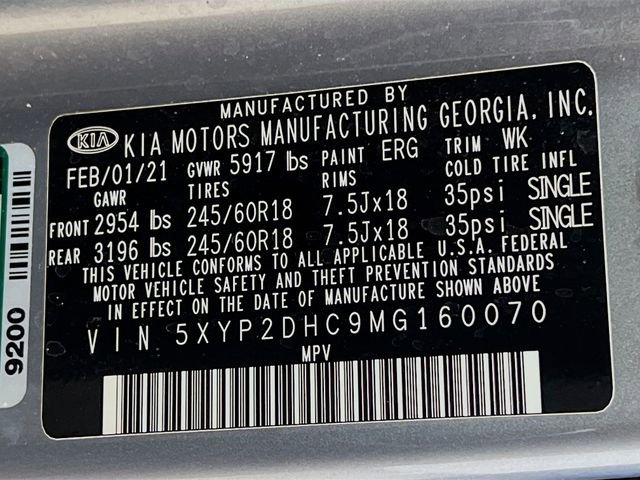 MANUFACTURED BY
KIA KIA MOTORS MANUFACTURING GEORGIA, INC.
FEB/01/21 GVWR 5917 lbs PAINT ERG TRIM WK
GAWR TIRES RIMS COLD TIRE INFL
FRONT 2954 lbs 245/60R18 7.5Jx18 35psi SINGLE
REAR 3196 lbs 245/60R18 7.5Jx18 35psi SINGLE
THIS VEHICLE CONFORMS TO ALL APPLICABLE U.S.A. FEDERAL
MOTOR VEHICLE SAFETY AND THEFT PREVENTION STANDARDS
IN EFFECT ON THE DATE OF MANUFACTURE SHOWN ABOVE.
VIN 5XYP2DHC9MG160070
MPV
9200